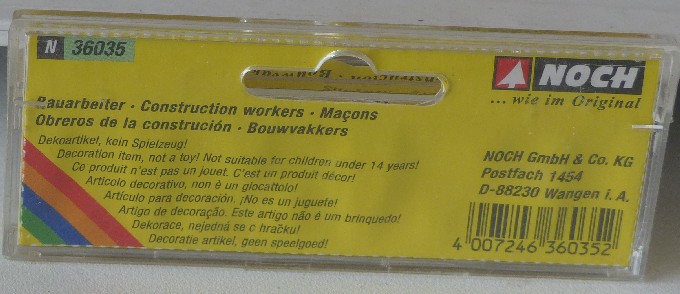 N 36035
NOCH
... wie im Original
Bauarbeiter · Construction workers · Maçons
Obreros de la construción · Bouwvakkers
Dekoartikel, kein Spielzeug!
Decoration item, not a toy! Not suitable for children under 14 years!
Ce produit n'est pas un jouet. C'est un produit décor!
Articolo decorativo, non è un giocattolo!
Artículo para decoración. ¡No es un juguete!
Artigo de decoração. Este artigo não é um brinquedo!
Dekorace, nejedná se o hračku!
Decoratie artikel, geen speelgoed!
NOCH GmbH & Co. KG
Postfach 1454
D-88230 Wangen i. A.
4 007246 360352